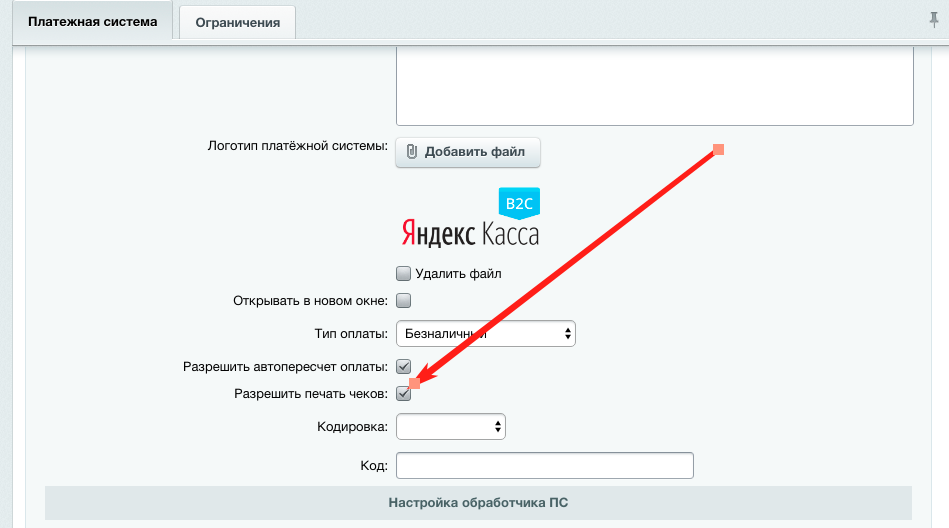 Платежная система
Ограничения
Логотип платёжной системы:
Добавить файл
B2C
Яндекс Касса
Удалить файл
Открывать в новом окне:
Тип оплаты:
Безналичный
Разрешить автопересчет оплаты:
Разрешить печать чеков:
Кодировка:
Код:
Настройка обработчика ПС